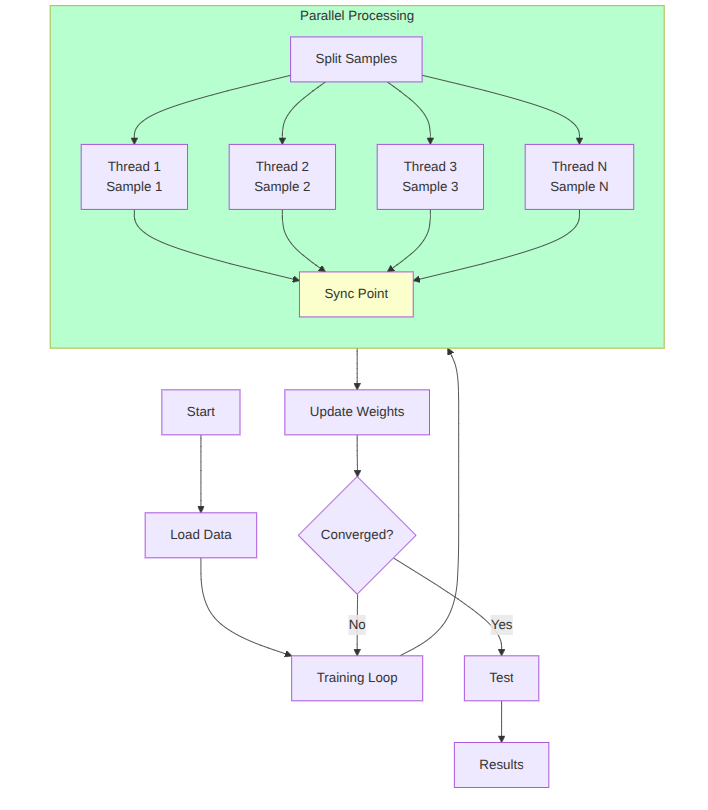 Parallel Processing
Split Samples
Thread 1
Sample 1
Thread 2
Sample 2
Thread 3
Sample 3
Thread N
Sample N
Sync Point
Start
Update Weights
Load Data
Converged?
No
Yes
Training Loop
Test
Results